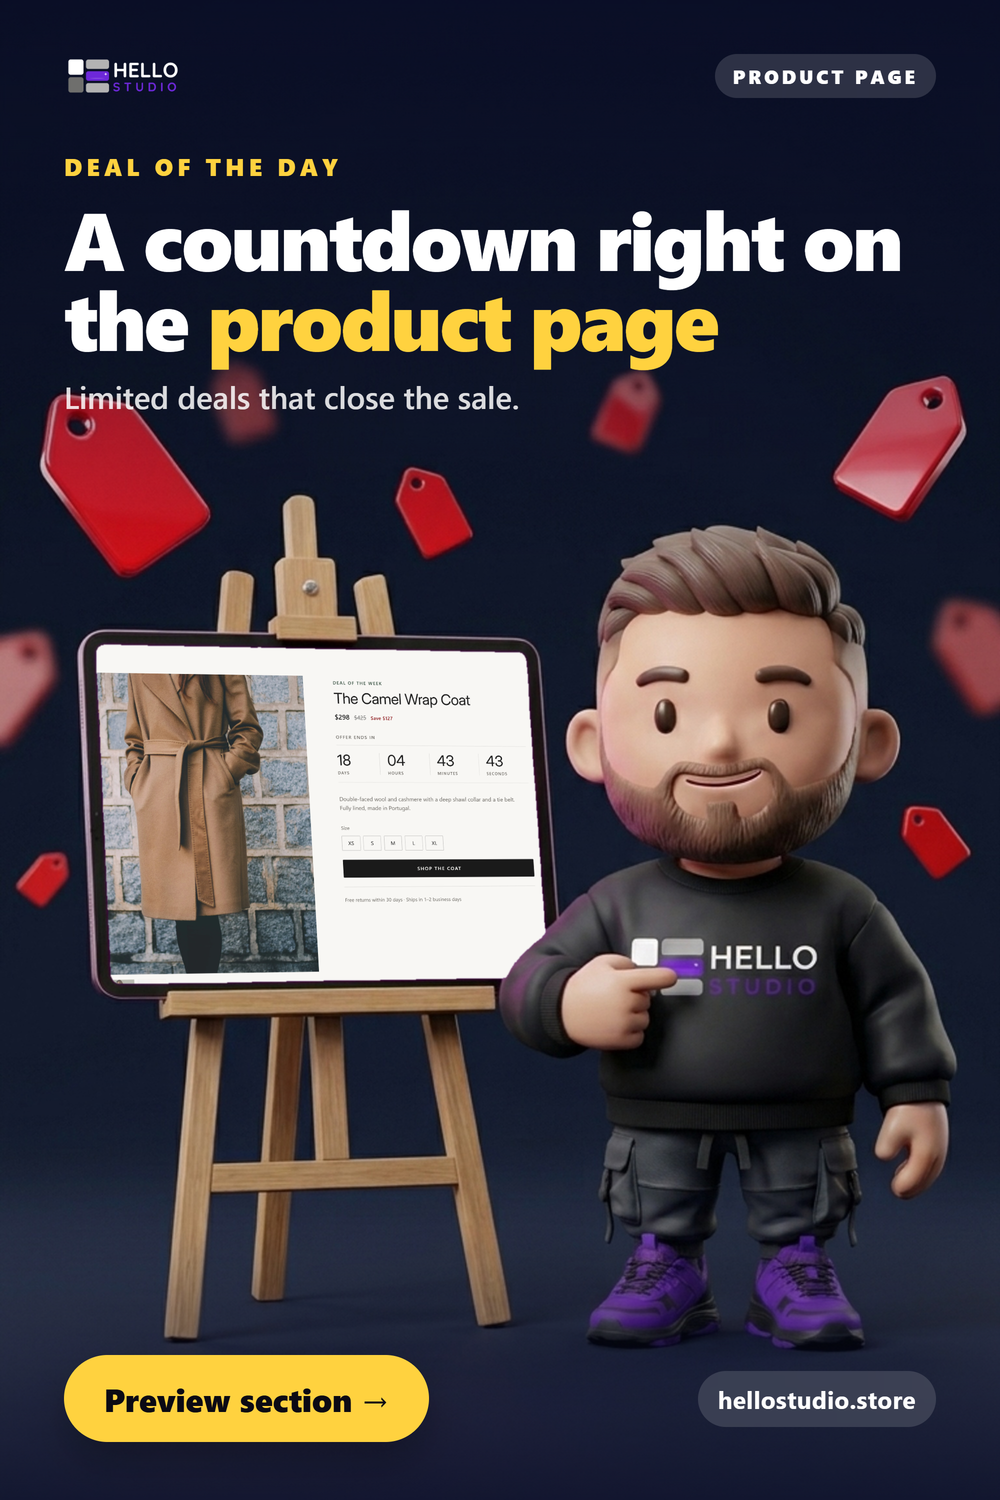 HELLO
STUDIO
PRODUCT PAGE
DEAL OF THE DAY
A countdown right on
the product page
Limited deals that close the sale.
DEAL OF THE WEEK
The Camel Wrap Coat
$298 $425 Save $127
OFFER ENDS IN
18 04 43 43
DAYS HOURS MINUTES SECONDS
Double-faced wool and cashmere with a deep shawl collar and a tie belt.
Fully lined, made in Portugal.
Size
XS S M L XL
SHOP THE COAT
Free returns within 30 days · Ships in 1-2 business days
HELLO
STUDIO
Preview section →
hellostudio.store